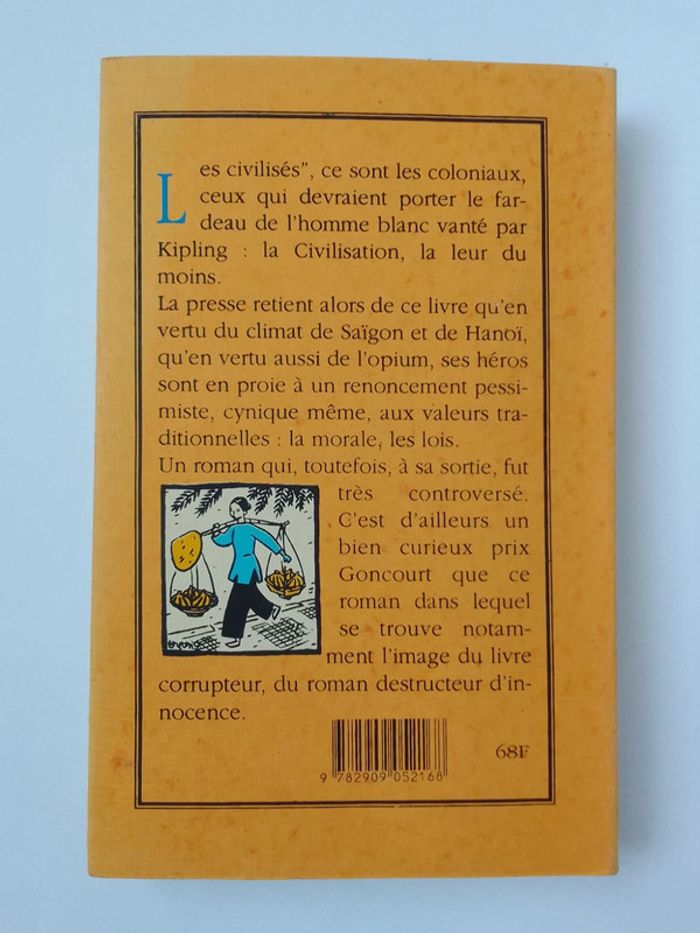 Les civilisés", ce sont les coloniaux,
ceux qui devraient porter le far-
deau de l'homme blanc vanté par
Kipling : la Civilisation, la leur du
moins.
La presse retient alors de ce livre qu'en
vertu du climat de Saïgon et de Hanoï,
qu'en vertu aussi de l'opium, ses héros
sont en proie à un renoncement pessi-
miste, cynique même, aux valeurs tra-
ditionnelles : la morale, les lois.
Un roman qui, toutefois, à sa sortie, fut
très controversé.
C'est d'ailleurs un
bien curieux prix
Goncourt que ce
roman dans lequel
se trouve notam-
ment l'image du livre
corrupteur, du roman destructeur d'in-
nocence.
68F
9 782909 052168